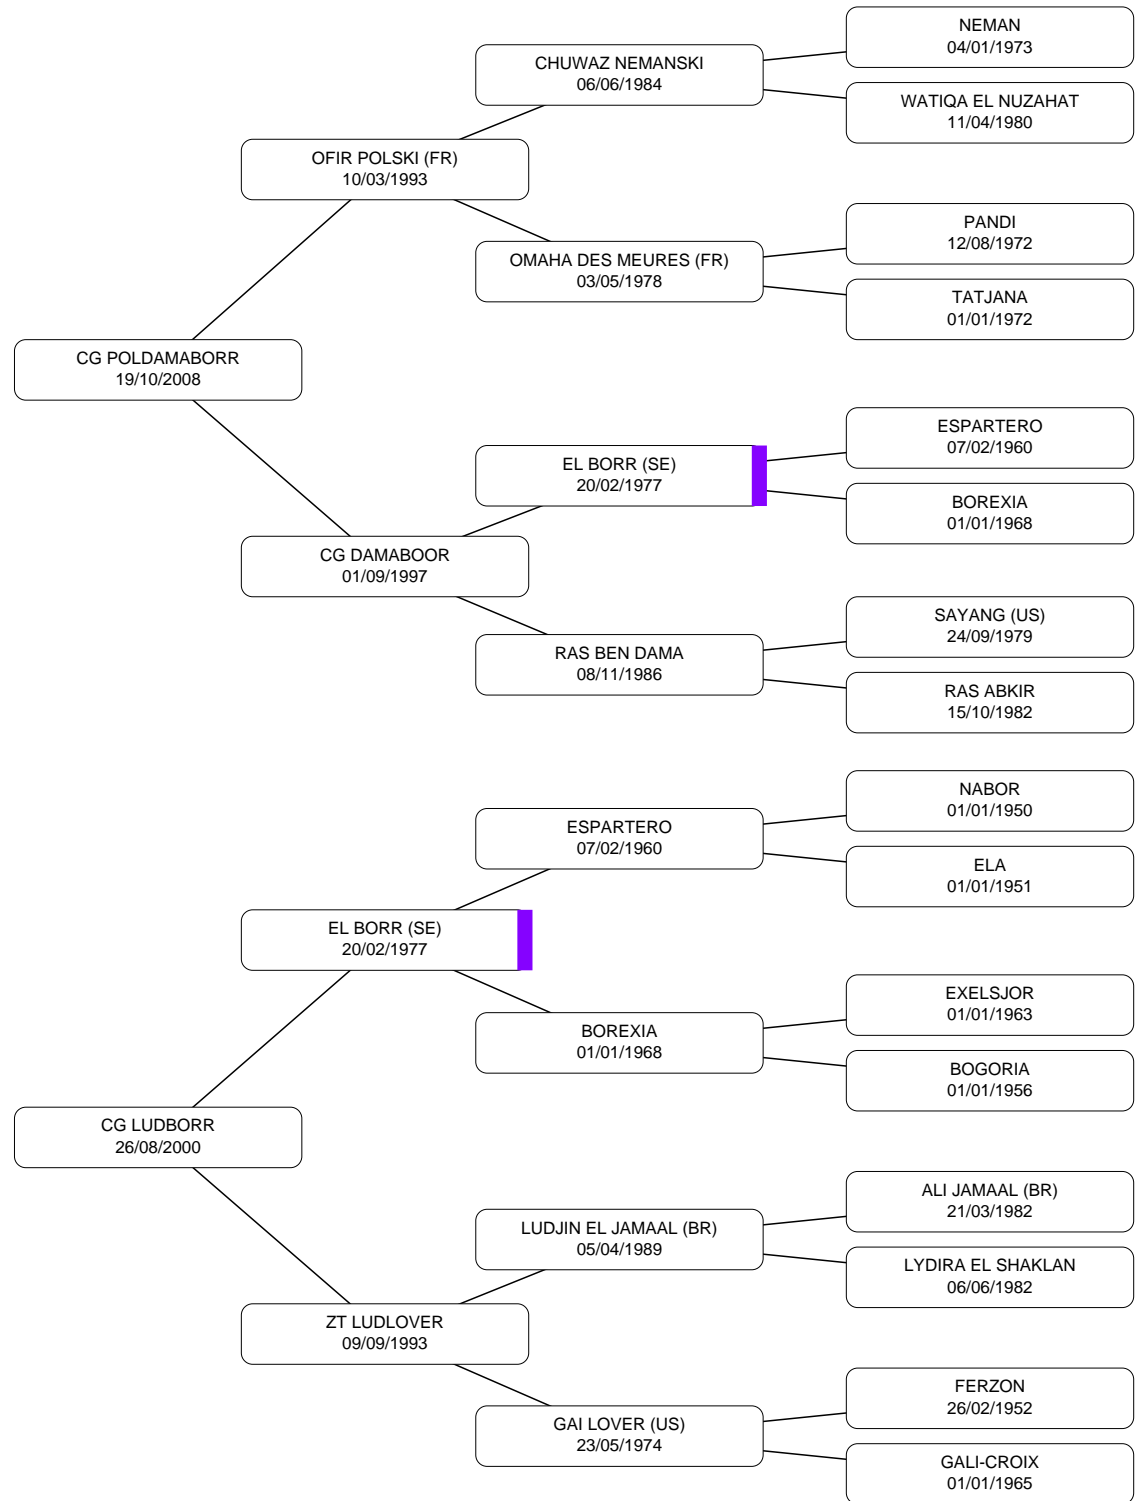 NEMAN
04/01/1973
CHUWAZ NEMANSKI
06/06/1984
WATIQA EL NUZAHAT
11/04/1980
OFIR POLSKI (FR)
10/03/1993
PANDI
12/08/1972
OMAHA DES MEURES (FR)
03/05/1978
TATJANA
01/01/1972
CG POLDAMABORR
19/10/2008
ESPARTERO
07/02/1960
EL BORR (SE)
20/02/1977
BOREXIA
01/01/1968
CG DAMABOOR
01/09/1997
SAYANG (US)
24/09/1979
RAS BEN DAMA
08/11/1986
RAS ABKIR
15/10/1982
NABOR
01/01/1950
ESPARTERO
07/02/1960
ELA
01/01/1951
EL BORR (SE)
20/02/1977
EXELSJOR
01/01/1963
BOREXIA
01/01/1968
BOGORIA
01/01/1956
CG LUDBORR
26/08/2000
ALI JAMAAL (BR)
21/03/1982
LUDJIN EL JAMAAL (BR)
05/04/1989
LYDIRA EL SHAKLAN
06/06/1982
ZT LUDLOVER
09/09/1993
FERZON
26/02/1952
GAI LOVER (US)
23/05/1974
GALI-CROIX
01/01/1965